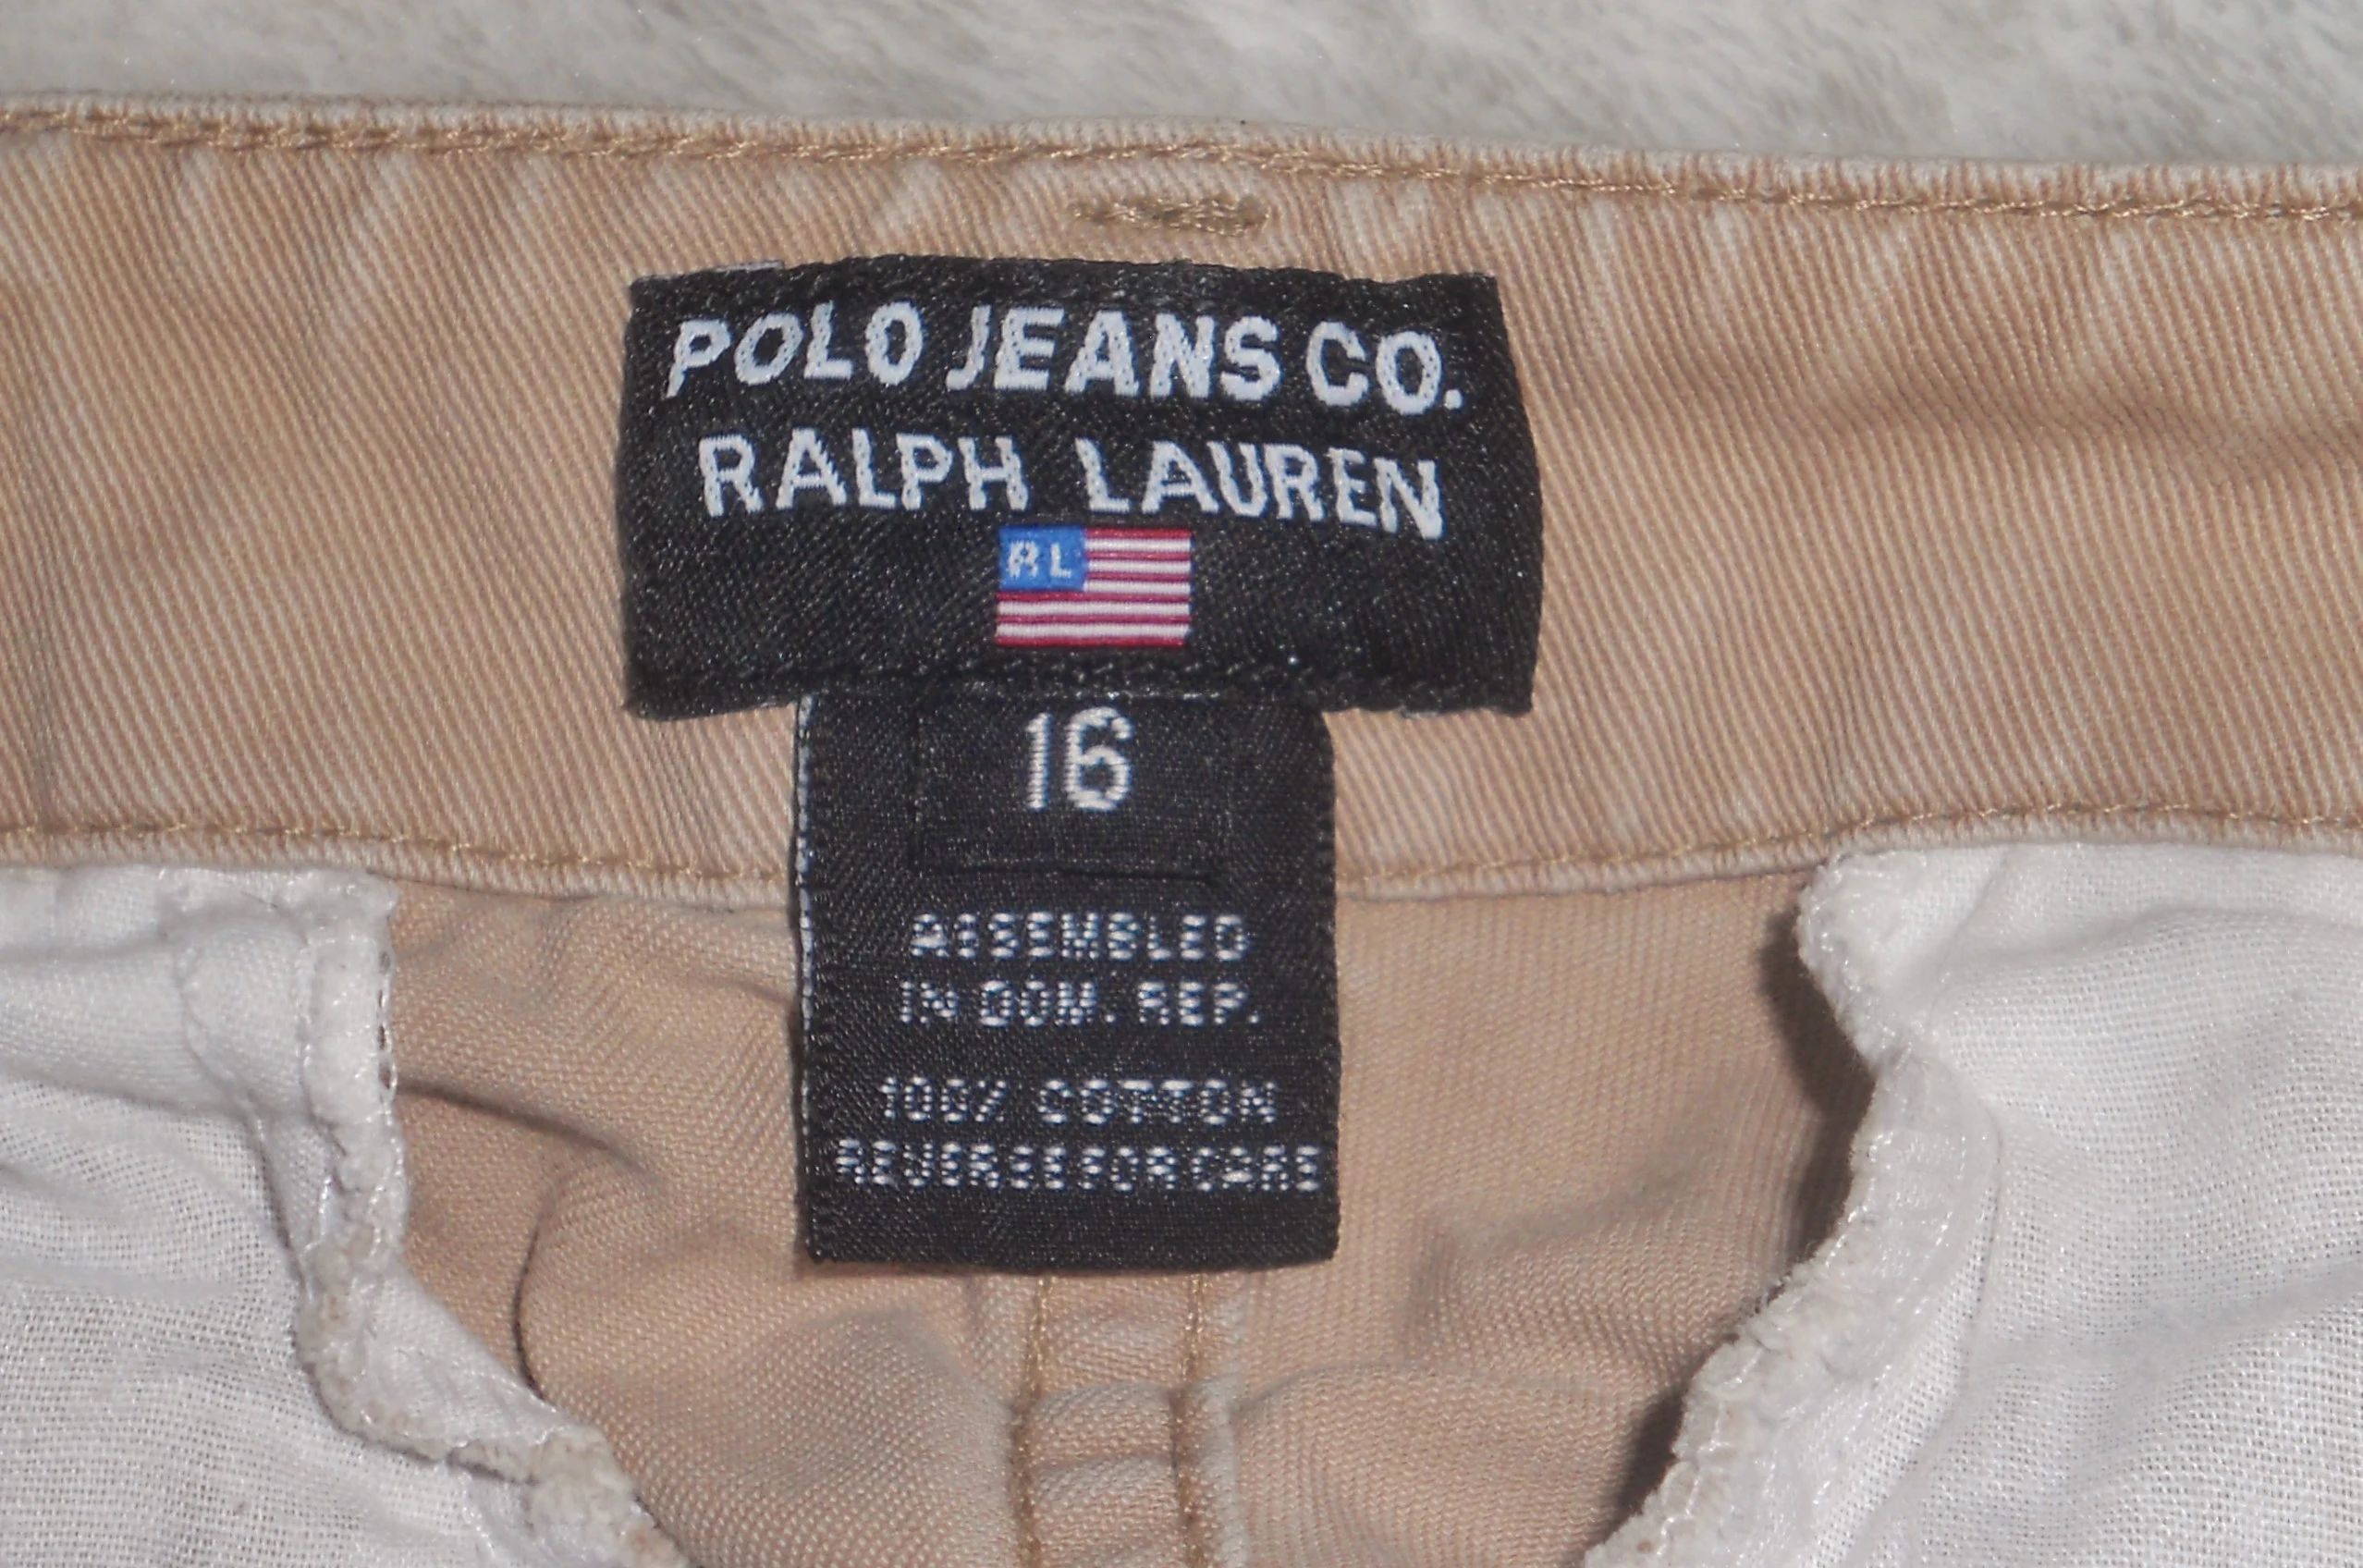 POLO JEANS CO.
RALPH LAUREN
RL
16
ASSEMBLED
IN DOM. REP.
100% COTTON
REVERSE FOR CARE